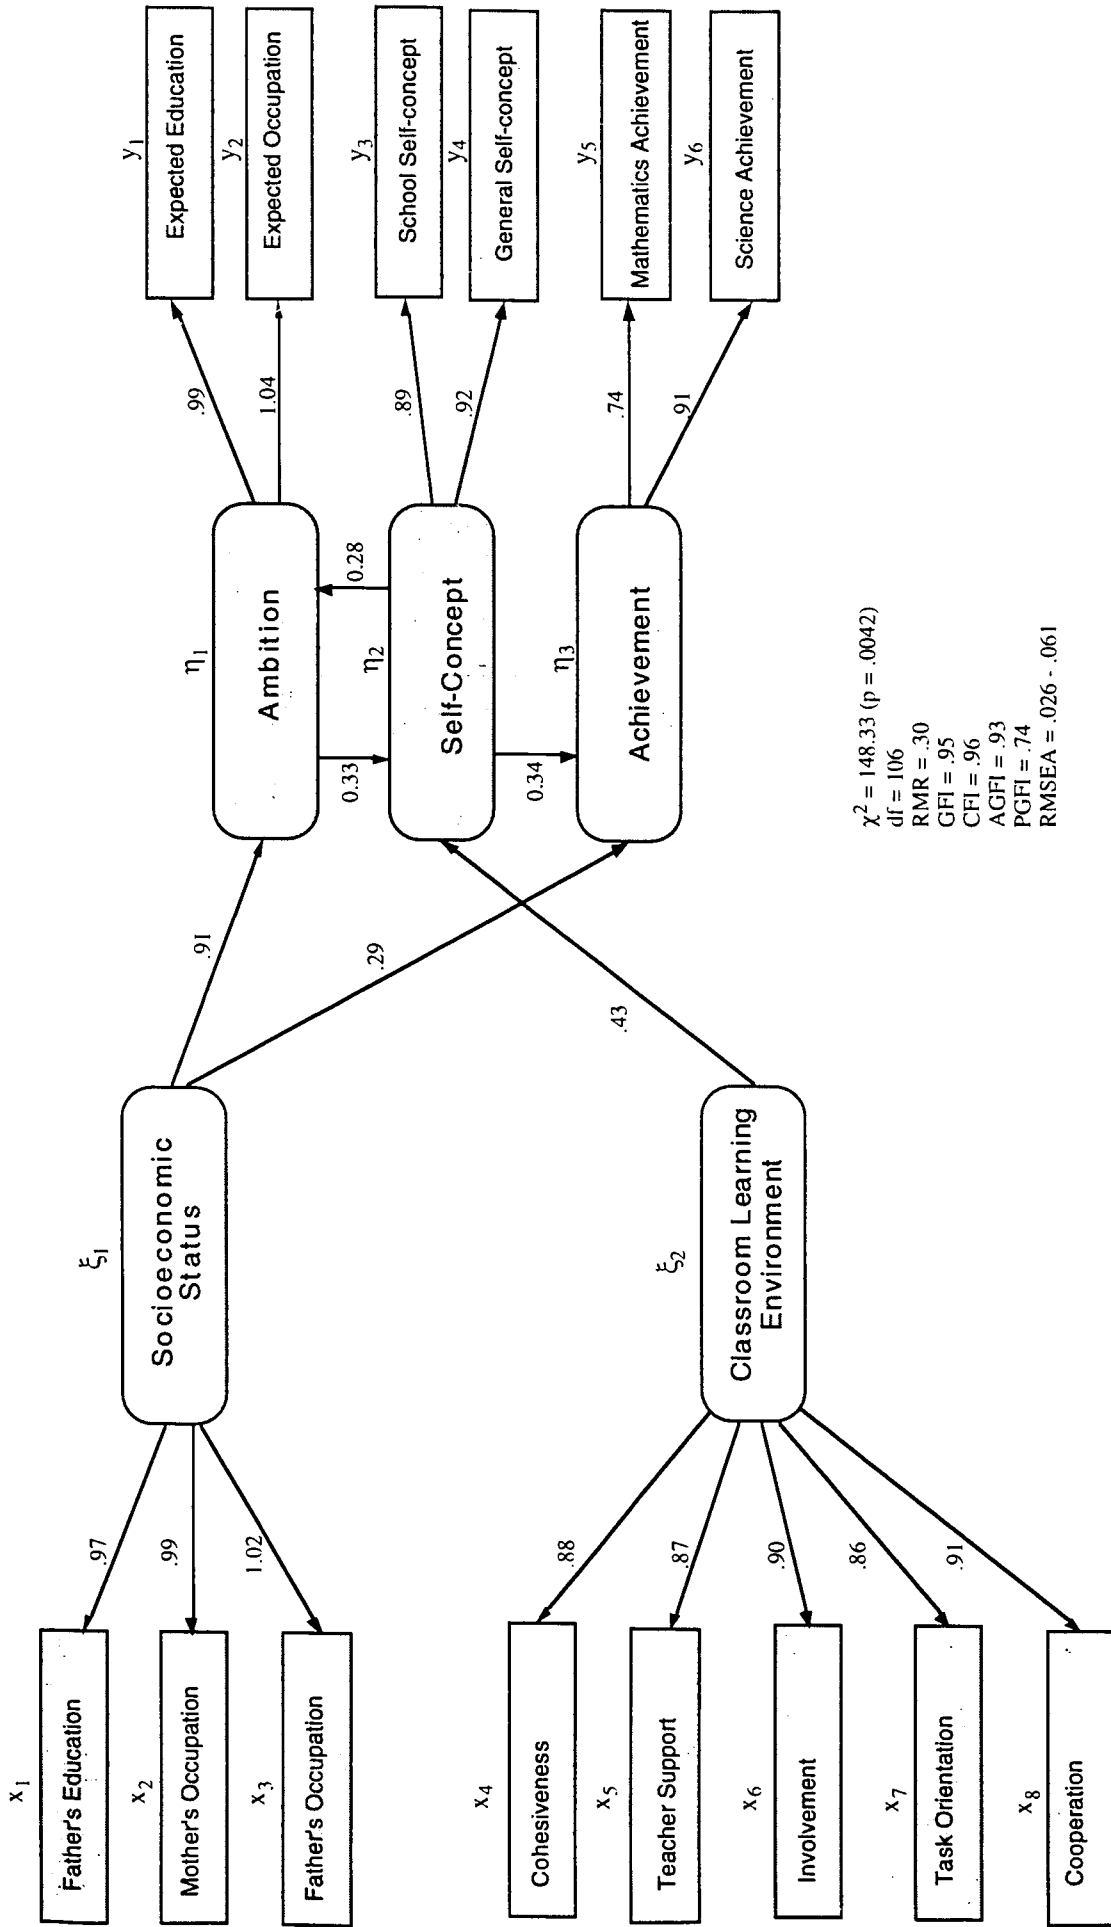 x1
Father's Education
x2
Mother's Occupation
x3
Father's Occupation
x4
Cohesiveness
x5
Teacher Support
x6
Involvement
x7
Task Orientation
x8
Cooperation
.97
.99
1.02
.88
.87
.90
.86
.91
ξ1
Socioeconomic
Status
ξ2
Classroom Learning
Environment
.91
.29
.43
η1
Ambition
0.33
0.28
η2
Self-Concept
0.34
η3
Achievement
.99
1.04
.89
.92
.74
.91
y1
Expected Education
y2
Expected Occupation
y3
School Self-concept
y4
General Self-concept
y5
Mathematics Achievement
y6
Science Achievement
χ2 = 148.33 (p = .0042)
df = 106
RMR = .30
GFI = .95
CFI = .96
AGFI = .93
PGFI = .74
RMSEA = .026 - .061